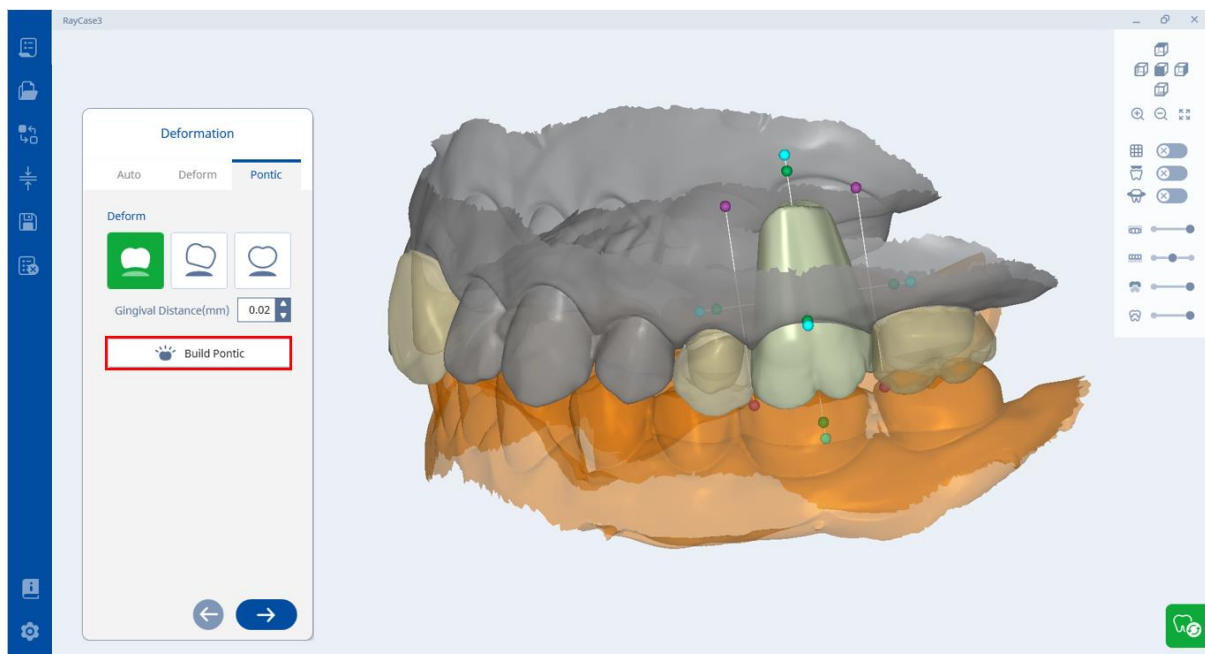 RayCase3
Deformation
Auto Deform Pontic
Deform
Gingival Distance(mm) 0.02
Build Pontic